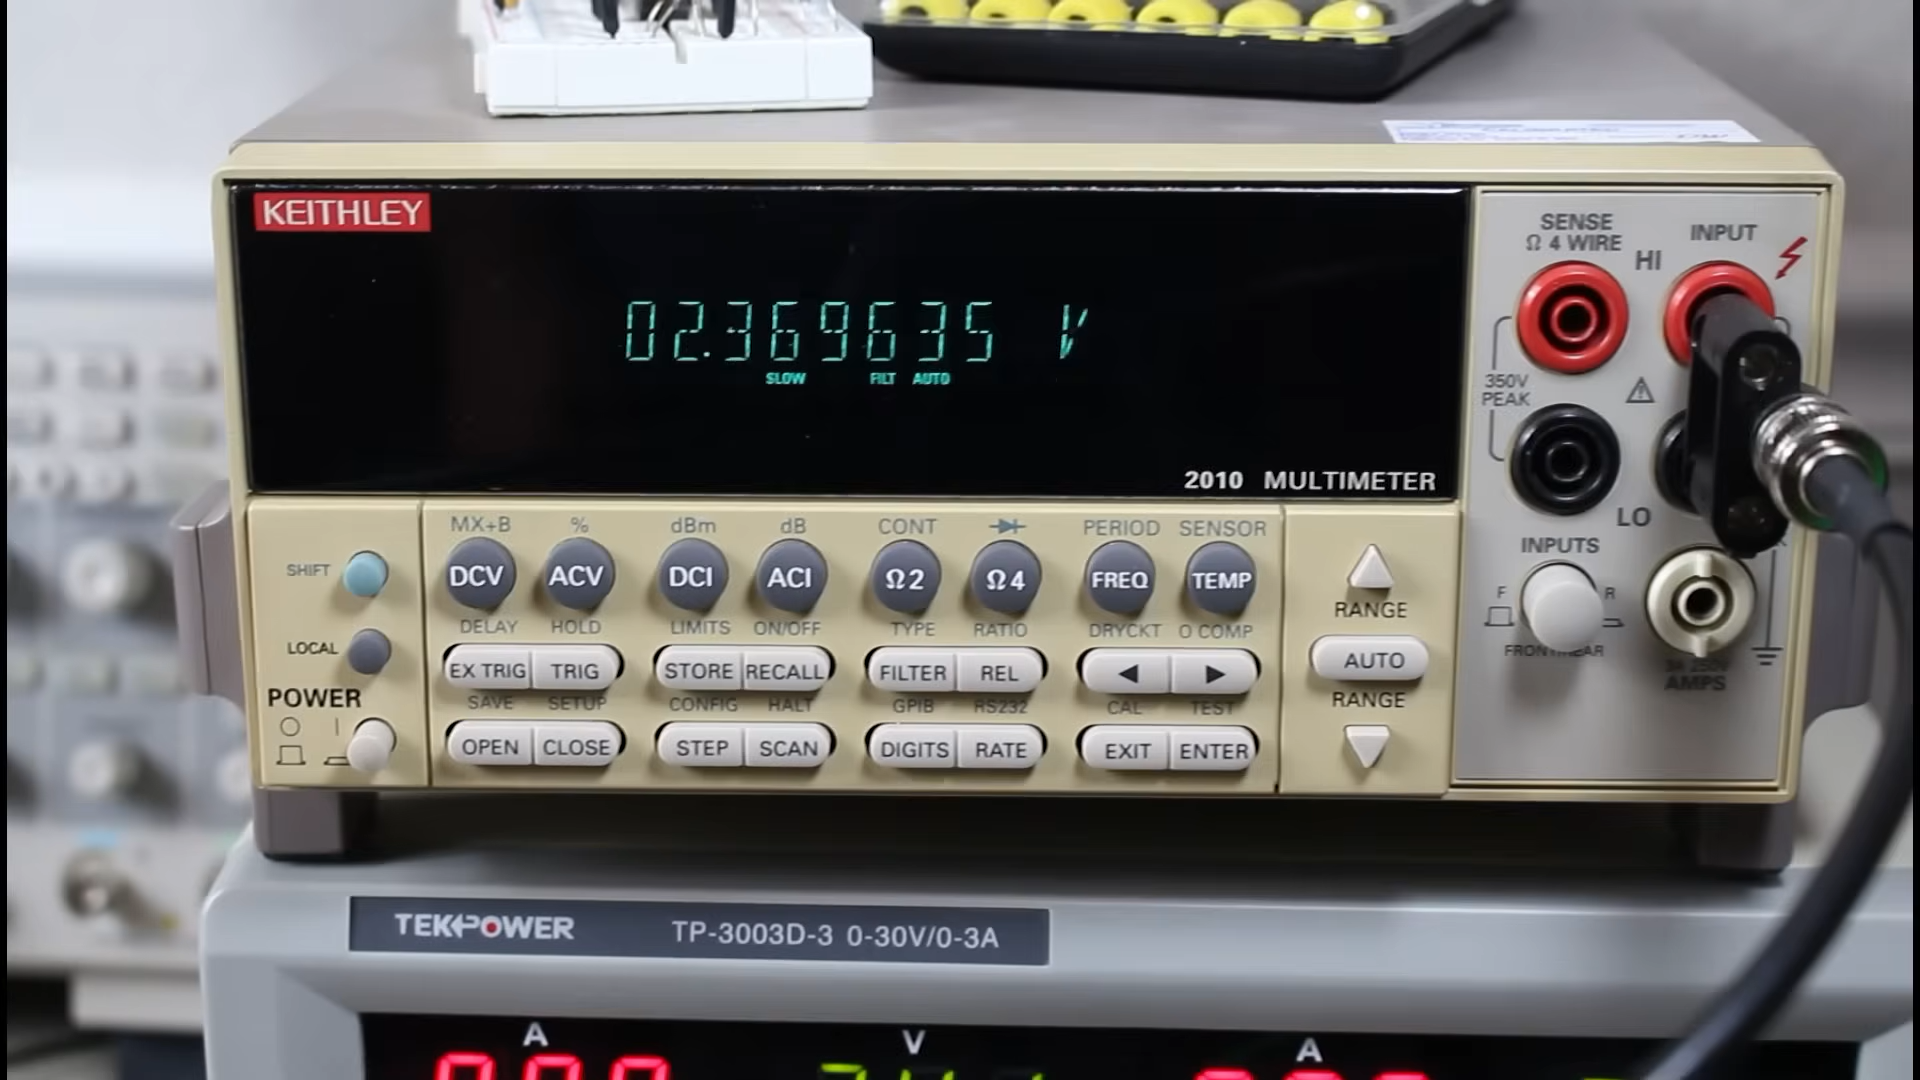 KEITHLEY
02.369635 V
SLOW FILT AUTO
2010 MULTIMETER
SENSE
Ω 4 WIRE
INPUT
HI
350V
PEAK
LO
INPUTS
F R
FRONT/REAR
3A 250V
AMPS
MX+B % dBm dB CONT PERIOD SENSOR
SHIFT
DCV ACV DCI ACI Ω2 Ω4 FREQ TEMP
DELAY HOLD LIMITS ON/OFF TYPE RATIO DRYCKT O COMP
RANGE
LOCAL
EX TRIG TRIG STORE RECALL FILTER REL
AUTO
POWER
SAVE SETUP CONFIG HALT GPIB RS232 CAL TEST
RANGE
OPEN CLOSE STEP SCAN DIGITS RATE EXIT ENTER
TEKPOWER TP-3003D-3 0-30V/0-3A
A V A